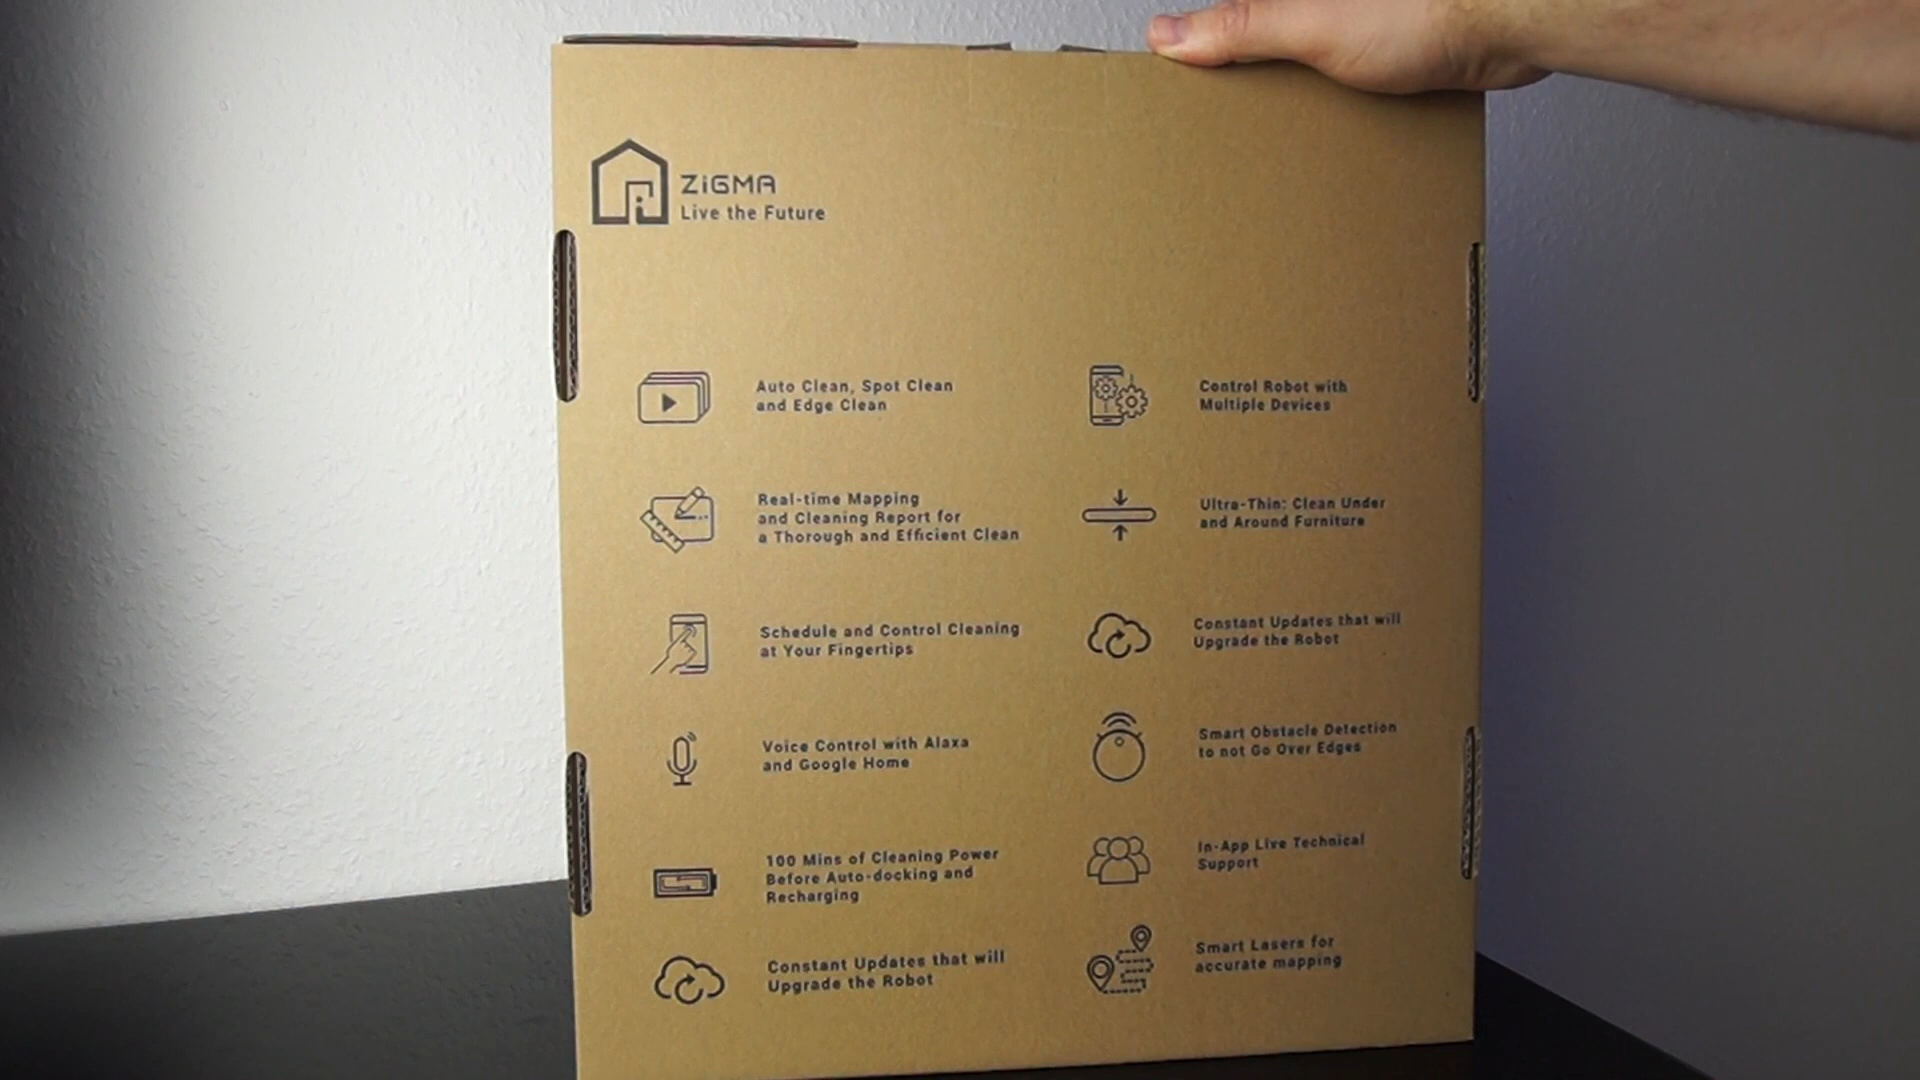 ZiGMA
Live the Future
Auto Clean, Spot Clean
and Edge Clean
Real-time Mapping
and Cleaning Report for
a Thorough and Efficient Clean
Schedule and Control Cleaning
at Your Fingertips
Voice Control with Alaxa
and Google Home
100 Mins of Cleaning Power
Before Auto-docking and
Recharging
Constant Updates that will
Upgrade the Robot
Control Robot with
Multiple Devices
Ultra-Thin: Clean Under
and Around Furniture
Constant Updates that will
Upgrade the Robot
Smart Obstacle Detection
to not Go Over Edges
In-App Live Technical
Support
Smart Lasers for
accurate mapping